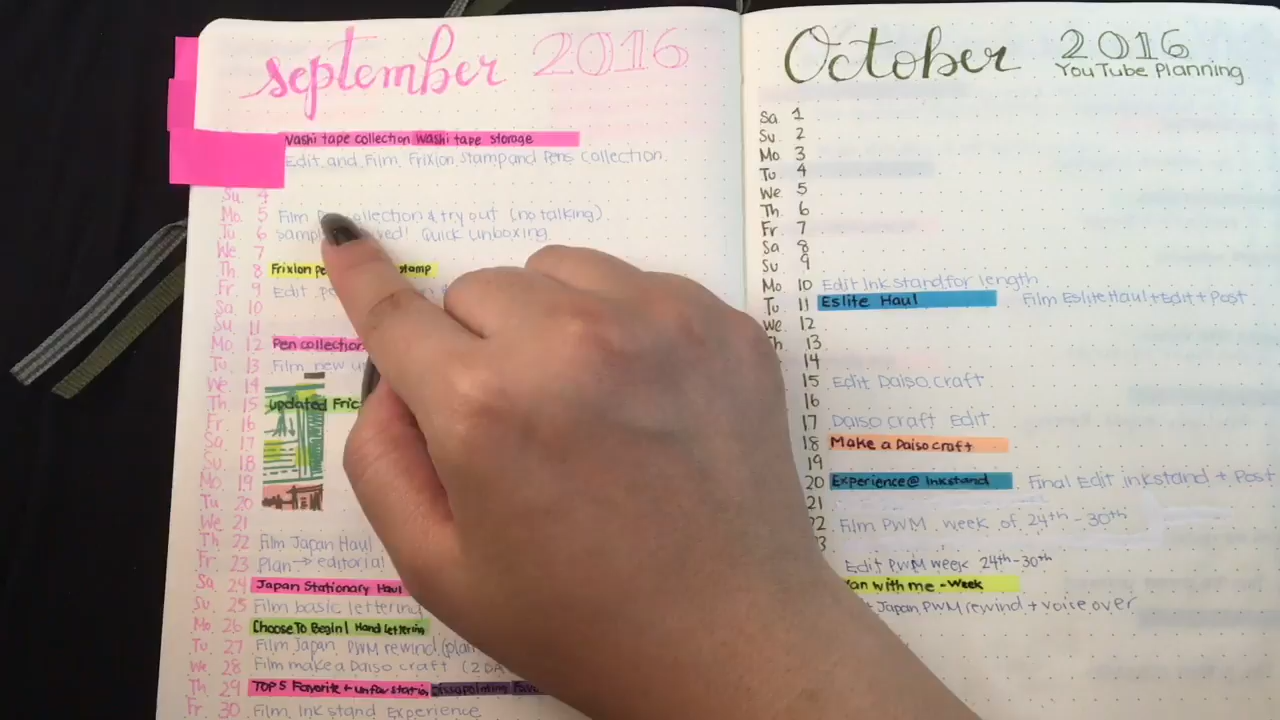 september 2016
Washi tape collection Washi tape storage
Edit and Film Frixion Stamp and Pens Collection
Su. 4
Mo. 5 Film collection & try out (no talking)
Tu. 6 Quick unboxing
We 7
Th 8 Frixion stamp
Fr. 9 Edit
Sa. 10
Su. 11
Mo. 12 Pen collection
Tu. 13 Film new
We 14
Th. 15 updated
Fr. 16
Sa. 17
Su. 18
Mo. 19
Tu. 20
We 21
Th 22 Film Japan Haul
Fr. 23 Plan → editorial
Sa. 24 Japan Stationary Haul
Su. 25 Film basic lettering
Mo. 26 Choose To Begin! Hand Lettering
Tu. 27 Film Japan PWM rewind (plan
We 28 Film make a Daiso craft (2 DA
Th. 29 TOP 5 Favorite + unfav Dissapointing
Fr. 30 Film Inkstand Experience
October 2016
YouTube Planning
Sa 1
Su. 2
Mo. 3
Tu 4
We 5
Th. 6
Fr. 7
Sa 8
Su. 9
Mo. 10 Edit Ink stand for length
Tu. 11 Eslite Haul Film Eslite Haul + Edit + Post
We 12
13
14
15 Edit Daiso craft
16
17 Daiso craft Edit
18 Make a Daiso craft
19
20 Experience @ Inkstand Final Edit inkstand + Post
21
22 Film PWM week of 24th - 30th
Edit PWM week 24th - 30th
with me - Week
Japan PWM rewind + voice over